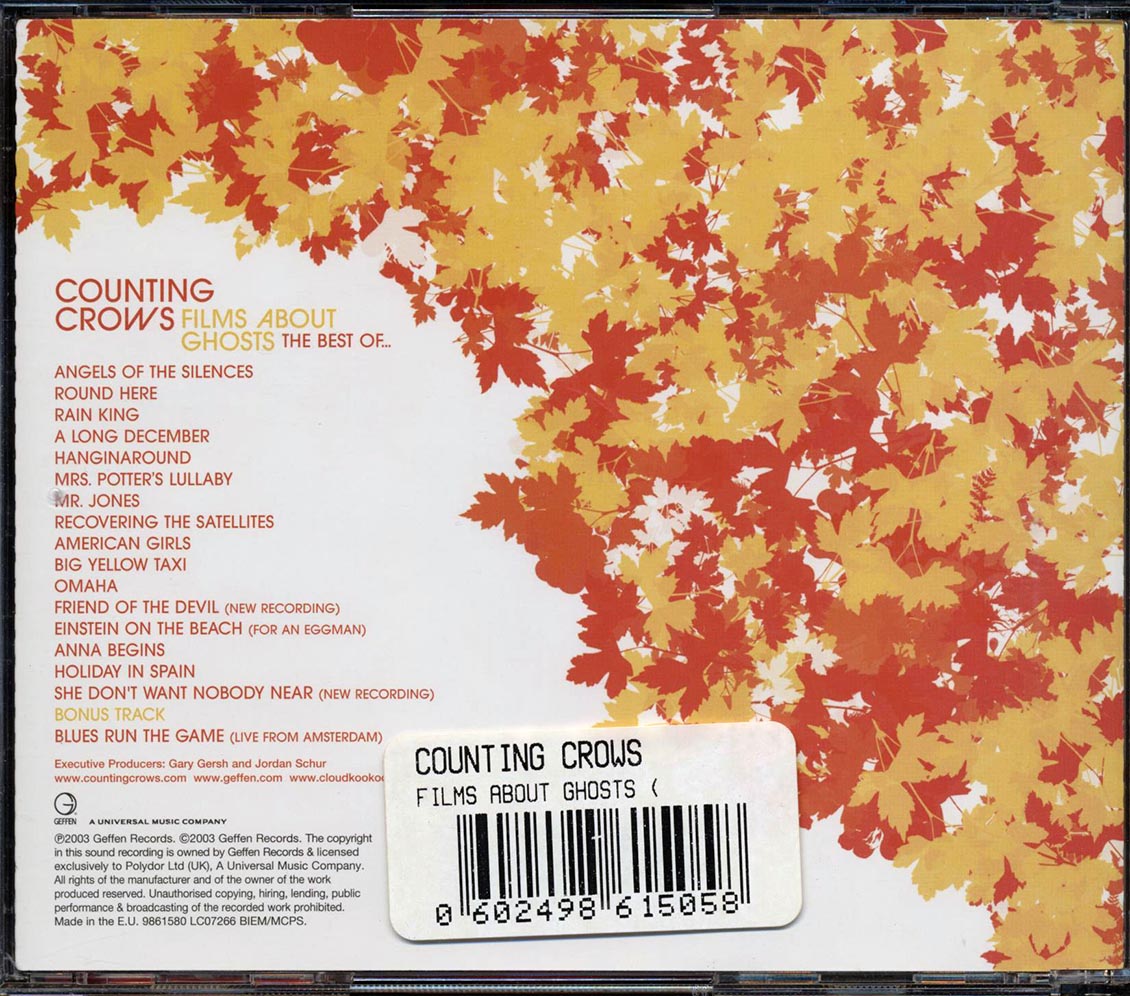 COUNTING
CROWS FILMS ABOUT
GHOSTS THE BEST OF...
ANGELS OF THE SILENCES
ROUND HERE
RAIN KING
A LONG DECEMBER
HANGINAROUND
MRS. POTTER'S LULLABY
MR. JONES
RECOVERING THE SATELLITES
AMERICAN GIRLS
BIG YELLOW TAXI
OMAHA
FRIEND OF THE DEVIL (NEW RECORDING)
EINSTEIN ON THE BEACH (FOR AN EGGMAN)
ANNA BEGINS
HOLIDAY IN SPAIN
SHE DON'T WANT NOBODY NEAR (NEW RECORDING)
BONUS TRACK
BLUES RUN THE GAME (LIVE FROM AMSTERDAM)
Executive Producers: Gary Gersh and Jordan Schur
www.countingcrows.com www.geffen.com www.cloudkookoo
GEFFEN A UNIVERSAL MUSIC COMPANY
℗2003 Geffen Records. ©2003 Geffen Records. The copyright
in this sound recording is owned by Geffen Records & licensed
exclusively to Polydor Ltd (UK), A Universal Music Company.
All rights of the manufacturer and of the owner of the work
produced reserved. Unauthorised copying, hiring, lending, public
performance & broadcasting of the recorded work prohibited.
Made in the E.U. 9861580 LC07266 BIEM/MCPS.
COUNTING CROWS
FILMS ABOUT GHOSTS (
0 602498 615058